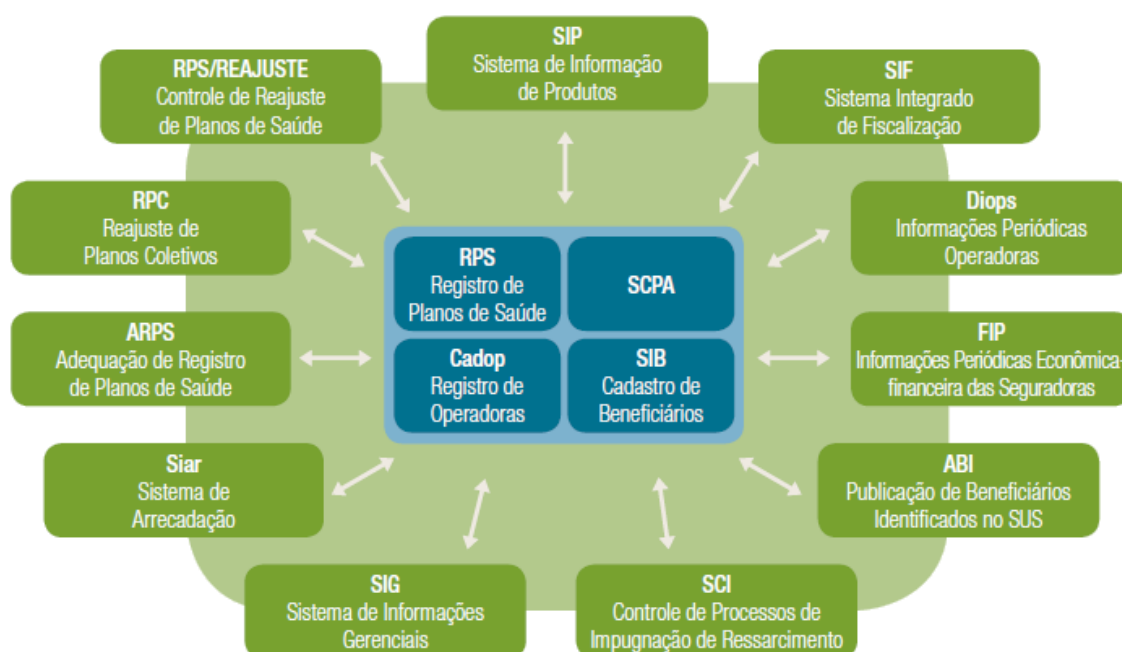 SIP
Sistema de Informação
de Produtos
RPS/REAJUSTE
Controle de Reajuste
de Planos de Saúde
SIF
Sistema Integrado
de Fiscalização
RPC
Reajuste de
Planos Coletivos
Diops
Informações Periódicas
Operadoras
RPS
Registro de
Planos de Saúde
SCPA
Cadop
Registro de
Operadoras
SIB
Cadastro de
Beneficiários
ARPS
Adequação de Registro
de Planos de Saúde
FIP
Informações Periódicas Econômica-
financeira das Seguradoras
Siar
Sistema de
Arrecadação
ABI
Publicação de Beneficiários
Identificados no SUS
SIG
Sistema de Informações
Gerenciais
SCI
Controle de Processos de
Impugnação de Ressarcimento